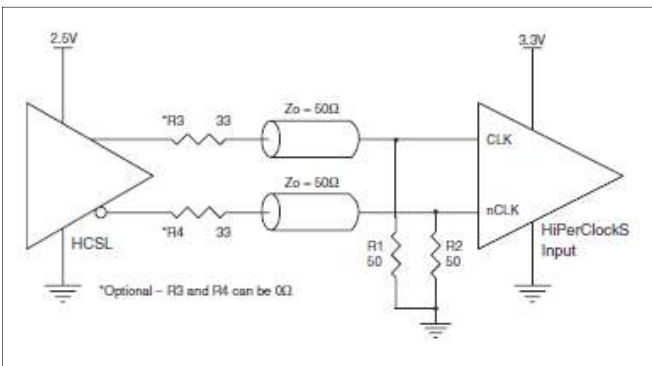 2.5V
3.3V
*R3 33
Zo – 50Ω
CLK
Zo – 50Ω
nCLK
*R4 33
HCSL
R1
50
R2
50
HiPerClockS
Input
*Optional – R3 and R4 can be 0Ω